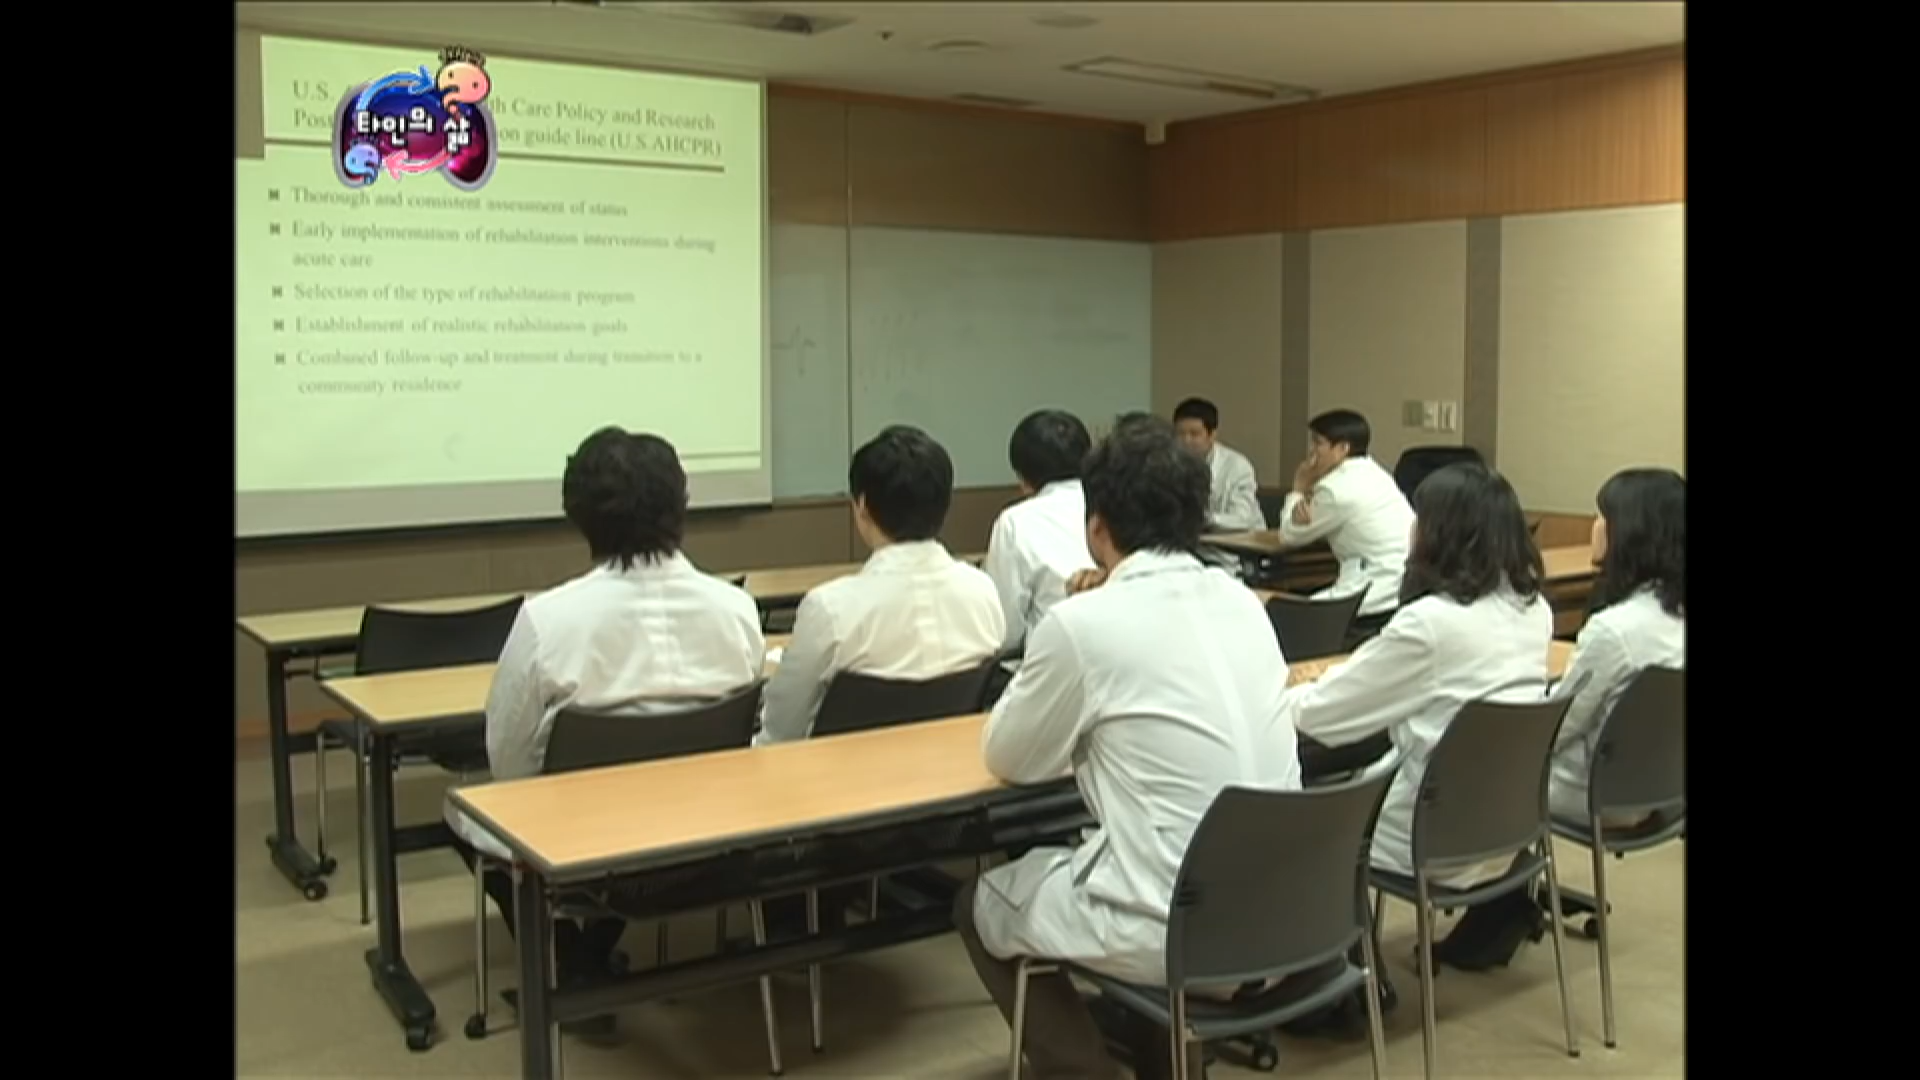 타인의 삶
U.S. th Care Policy and Research
on guide line (U.S.AHCPR)
Thorough and consistent assessment of status
Early implementation of rehabilitation interventions during
acute care
Selection of the type of rehabilitation program
Establishment of realistic rehabilitation goals
Combined follow-up and treatment during transition to a
community residence